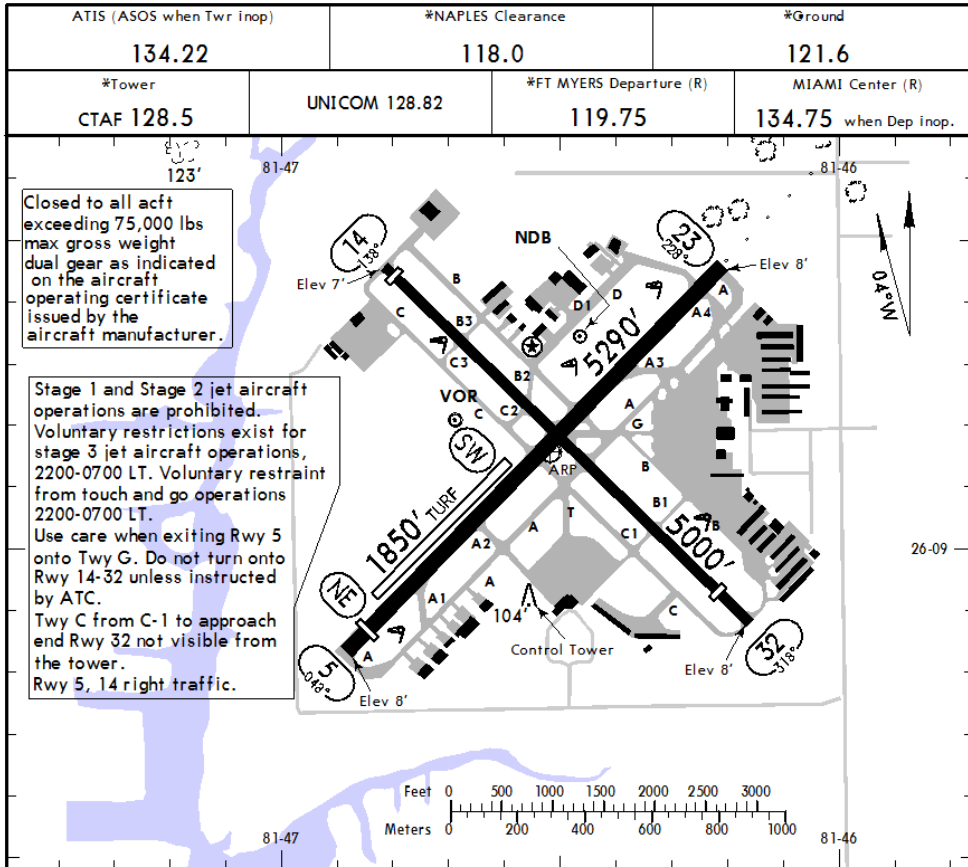 ATIS (ASOS when Twr inop)
134.22
*NAPLES Clearance
118.0
*Ground
121.6
*Tower
CTAF 128.5
UNICOM 128.82
*FT MYERS Departure (R)
119.75
MIAMI Center (R)
134.75 when Dep inop.
123'
81-47
81-46
Closed to all acft
exceeding 75,000 lbs
max gross weight
dual gear as indicated
on the aircraft
operating certificate
issued by the
aircraft manufacturer.
14
138°
Elev 7'
B
C
B3
C3
NDB
D
D1
23
228°
Elev 8'
A
A4
04°W
5290'
A3
B2
VOR
C
C2
A
G
SW
ARP
B
Stage 1 and Stage 2 jet aircraft
operations are prohibited.
Voluntary restrictions exist for
stage 3 jet aircraft operations,
2200-0700 LT. Voluntary restraint
from touch and go operations
2200-0700 LT.
Use care when exiting Rwy 5
onto Twy G. Do not turn onto
Rwy 14-32 unless instructed
by ATC.
Twy C from C-1 to approach
end Rwy 32 not visible from
the tower.
Rwy 5, 14 right traffic.
1850' TURF
T
A
A2
B1
B
C1
5000'
26-09
NE
A
A1
104'
C
Control Tower
A
5
048°
Elev 8'
32
318°
Elev 8'
Feet 0 500 1000 1500 2000 2500 3000
Meters 0 200 400 600 800 1000
81-47
81-46